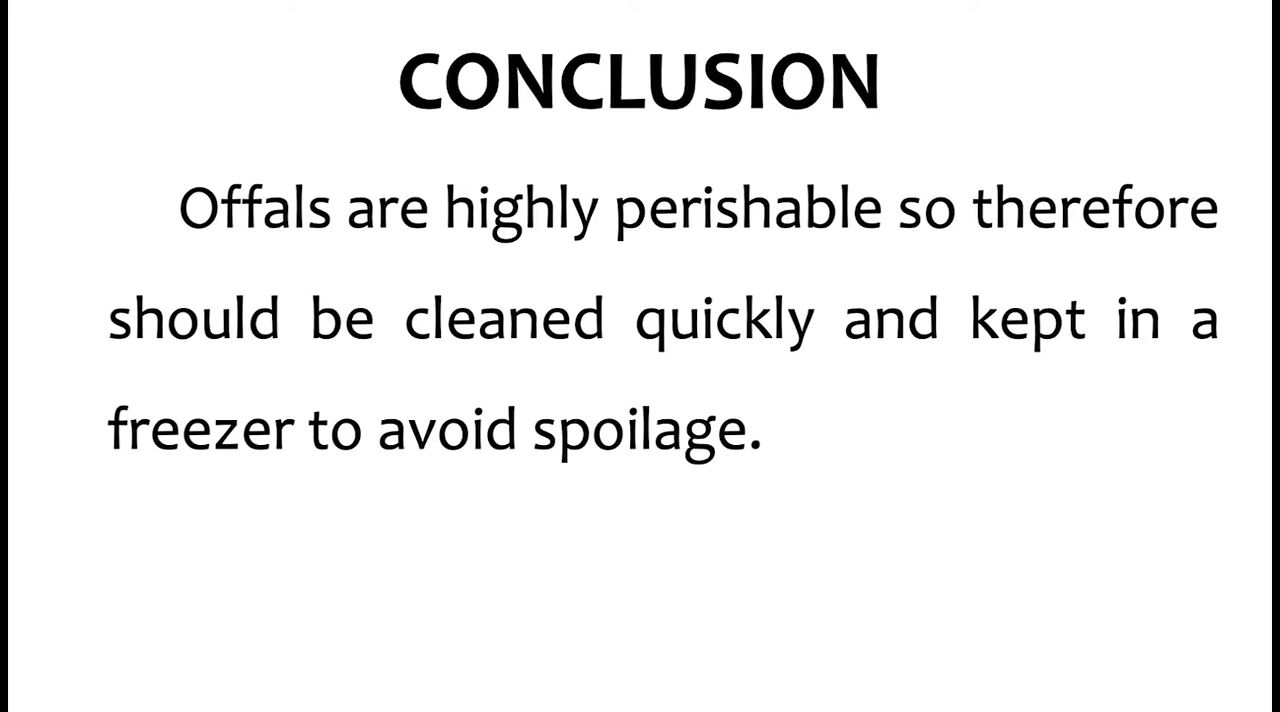 CONCLUSION
Offals are highly perishable so therefore
should be cleaned quickly and kept in a
freezer to avoid spoilage.